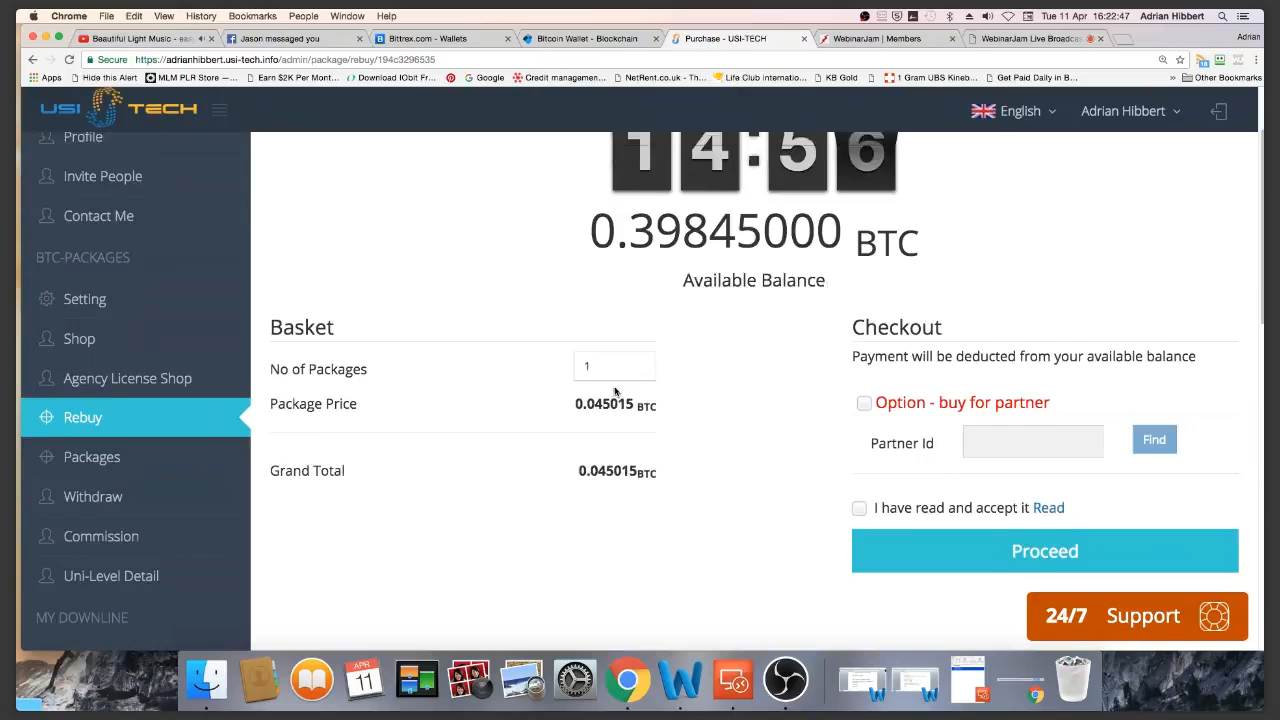 Chrome File Edit View History Bookmarks People Window Help Tue 11 Apr 16:22:47 Adrian Hibbert
Beautiful Light Music - eas Jason messaged you Bittrex.com - Wallets Bitcoin Wallet - Blockchain Purchase - USI-TECH WebinarJam | Members WebinarJam Live Broadcas Adrian
Secure https://adrianhibbert.usi-tech.info/admin/package/rebuy/194c3296535
Apps Hide this Alert MLM PLR Store —... Earn $2K Per Mont... Download IObit Fre... Google Credit managemen... NetRent.co.uk - Th... Life Club Internatio... KB Gold 1 Gram UBS Kineb... Get Paid Daily in B... » Other Bookmarks
USI TECH
English
Adrian Hibbert
Profile
Invite People
Contact Me
BTC-PACKAGES
Setting
Shop
Agency License Shop
Rebuy
Packages
Withdraw
Commission
Uni-Level Detail
MY DOWNLINE
14:56
0.39845000 BTC
Available Balance
Basket
No of Packages 1
Package Price 0.045015 BTC
Grand Total 0.045015 BTC
Checkout
Payment will be deducted from your available balance
Option - buy for partner
Partner Id Find
I have read and accept it Read
Proceed
24/7 Support
APR
11